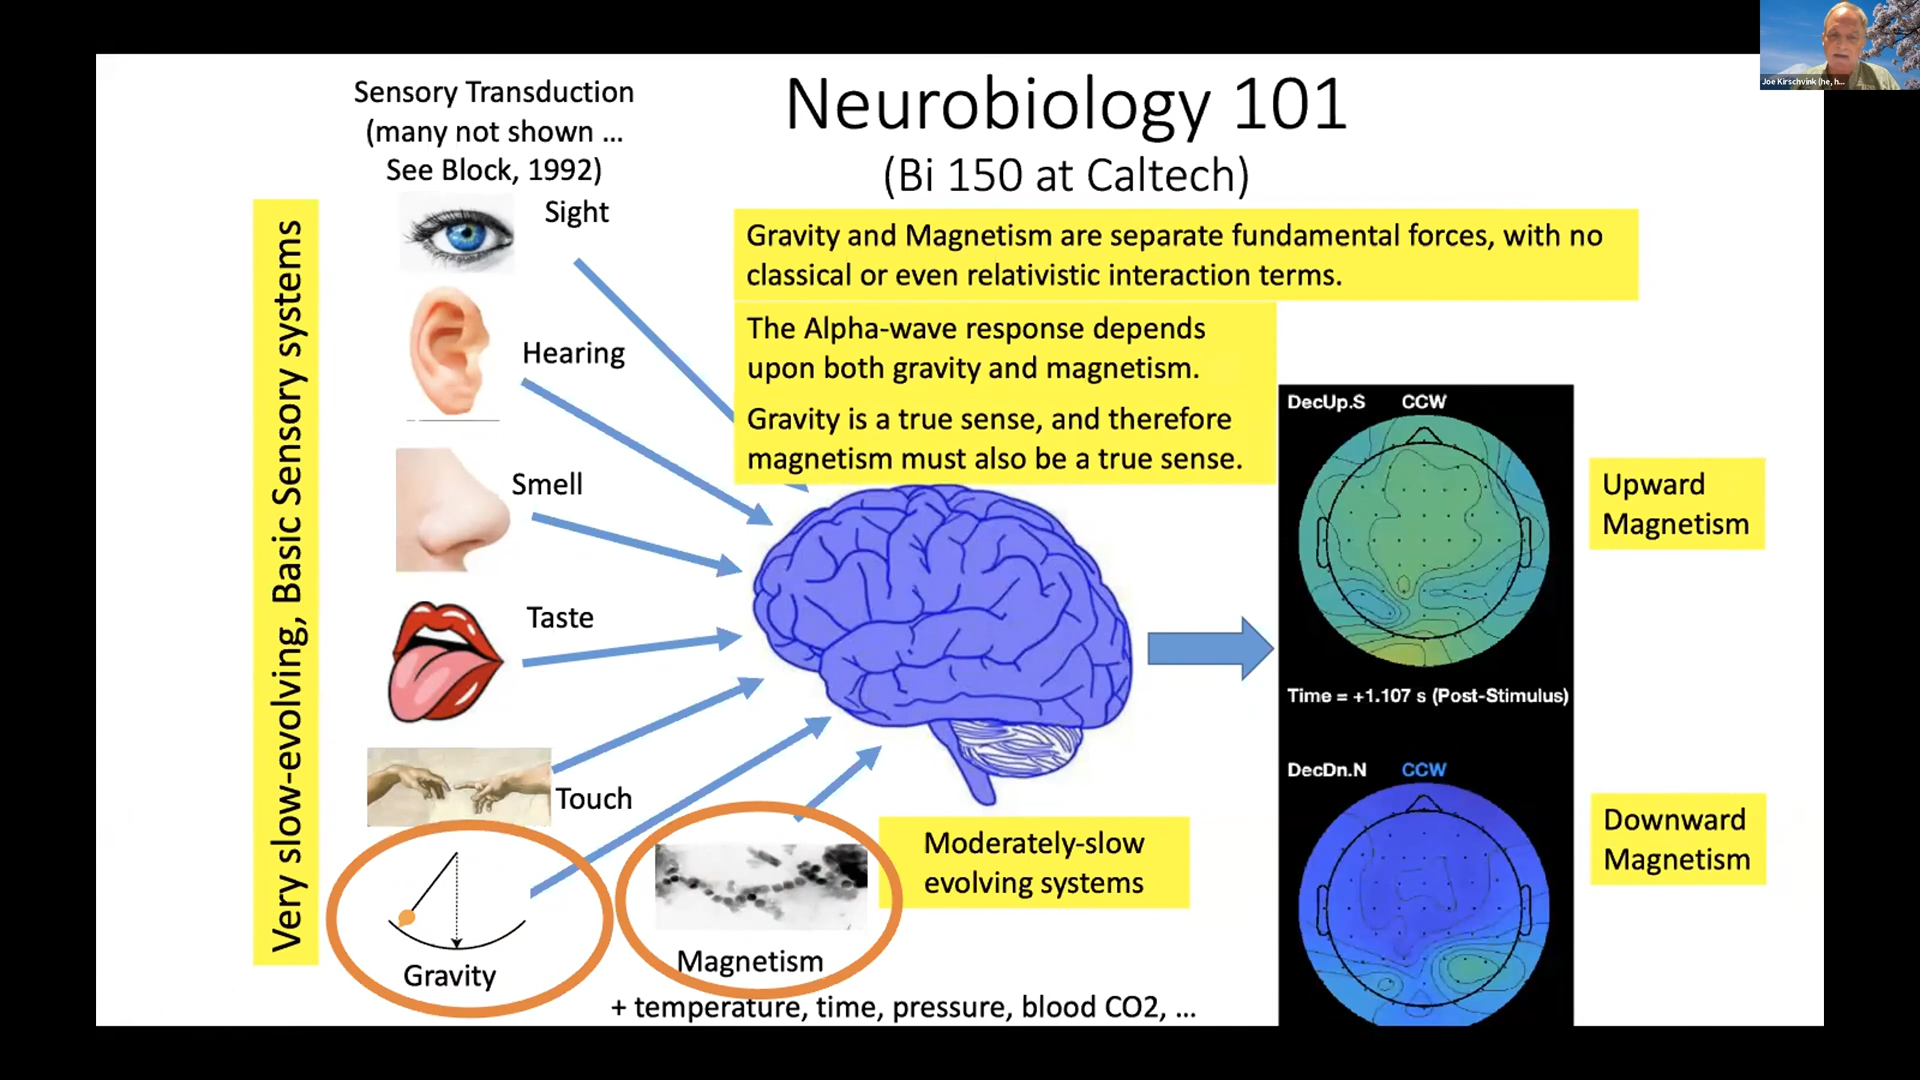 Joe Kirschvink (he, h...
Sensory Transduction
(many not shown ...
See Block, 1992)
Neurobiology 101
(Bi 150 at Caltech)
Very slow-evolving, Basic Sensory systems
Sight
Hearing
Smell
Taste
Touch
Gravity
Magnetism
Gravity and Magnetism are separate fundamental forces, with no
classical or even relativistic interaction terms.
The Alpha-wave response depends
upon both gravity and magnetism.
Gravity is a true sense, and therefore
magnetism must also be a true sense.
DecUp.S CCW
Upward
Magnetism
Time = +1.107 s (Post-Stimulus)
DecDn.N CCW
Downward
Magnetism
Moderately-slow
evolving systems
+ temperature, time, pressure, blood CO2, ...